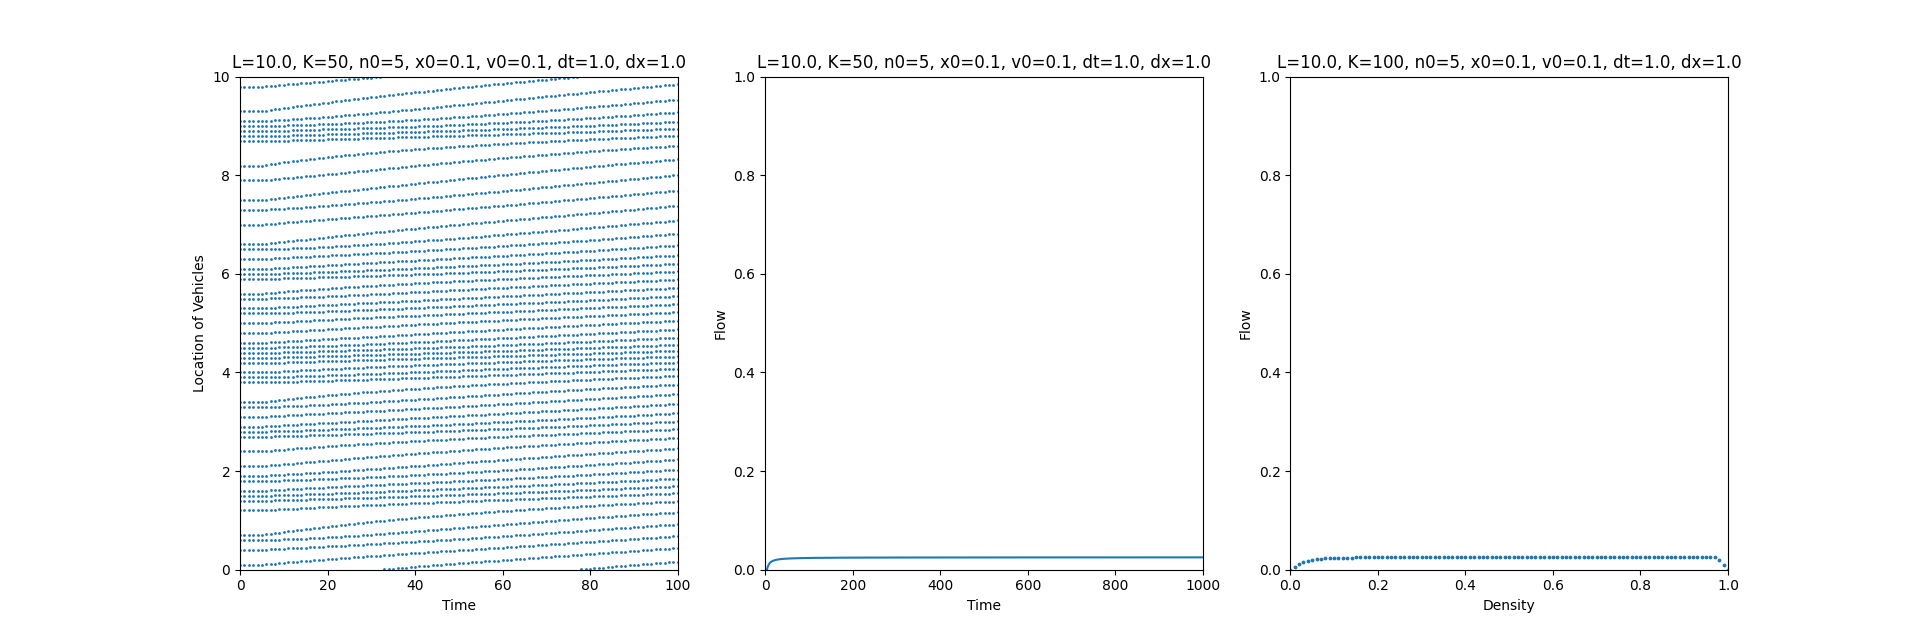 L=10.0, K=50, n0=5, x0=0.1, v0=0.1, dt=1.0, dx=1.0
10
8
6
4
2
0
Location of Vehicles
0 20 40 60 80 100
Time
L=10.0, K=50, n0=5, x0=0.1, v0=0.1, dt=1.0, dx=1.0
1.0
0.8
0.6
0.4
0.2
0.0
Flow
0 200 400 600 800 1000
Time
L=10.0, K=100, n0=5, x0=0.1, v0=0.1, dt=1.0, dx=1.0
1.0
0.8
0.6
0.4
0.2
0.0
Flow
0.0 0.2 0.4 0.6 0.8 1.0
Density